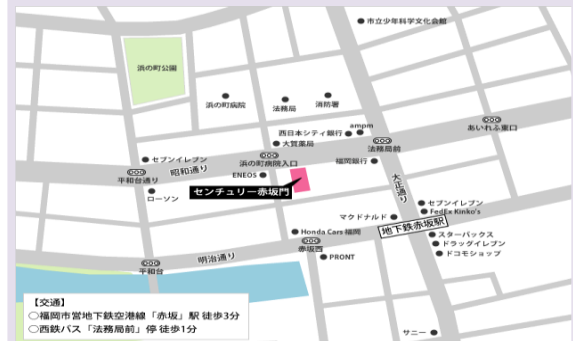 市立少年科学文化会館
浜の町公園
浜の町病院
法務局
消防署
ampm
西日本シティ銀行
大賀薬局
あいれふ東口
法務局前
セブンイレブン
昭和通り
浜の町病院入口
福岡銀行
平和台通り
ENEOS
大正通り
ローソン
センチュリー赤坂門
マクドナルド
セブンイレブン
FedEx Kinko's
地下鉄赤坂駅
Honda Cars 福岡
赤坂西
スターバックス
ドラッグイレブン
ドコモショップ
明治通り
PRONT
平和台
【交通】
○福岡市営地下鉄空港線「赤坂」駅 徒歩3分
○西鉄バス「法務局前」停 徒歩1分
サニー